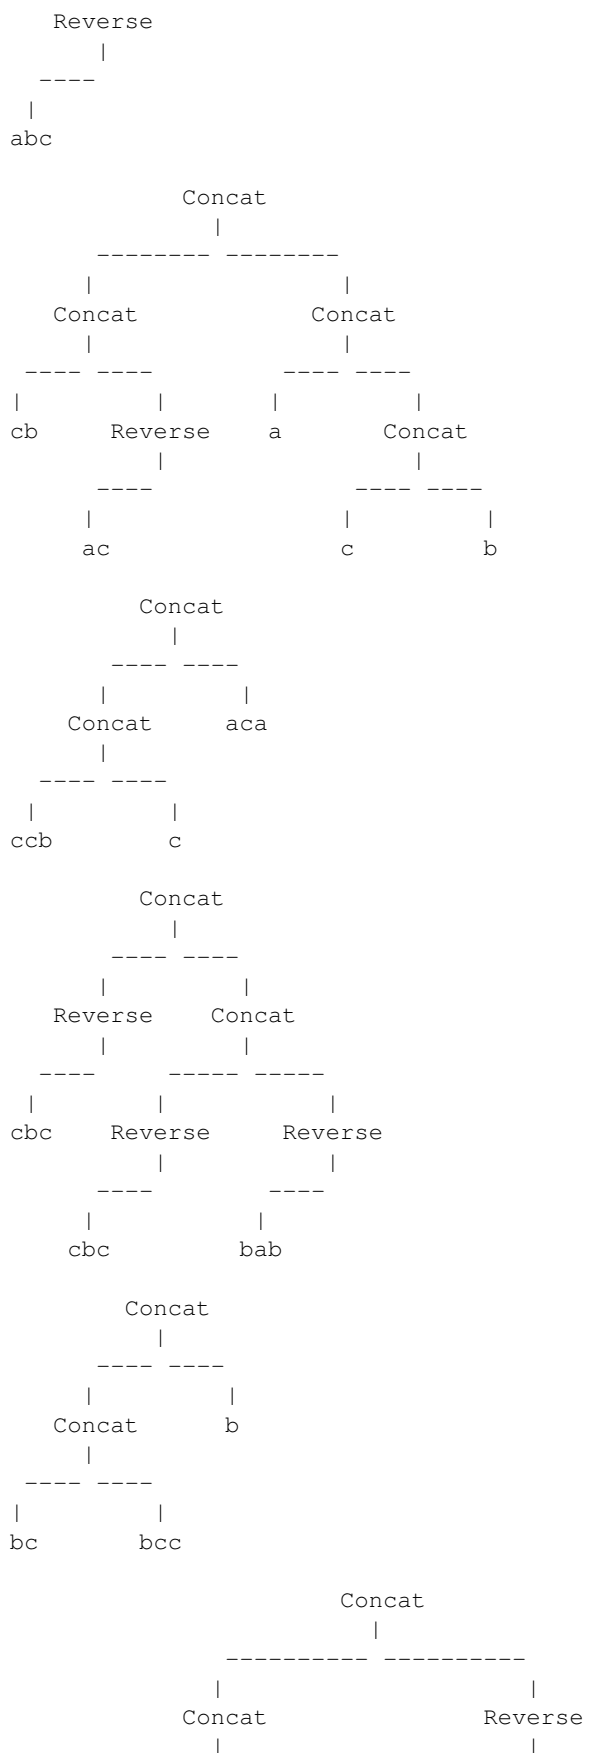 Reverse
      |
  ----
 |
abc

            Concat
              |
      -------- --------
     |                 |
   Concat            Concat
     |                 |
 ---- ----         ---- ----
|         |       |         |
cb     Reverse    a       Concat
          |                 |
      ----              ---- ----
     |                 |         |
     ac                c         b

         Concat
           |
       ---- ----
      |         |
    Concat     aca
      |
  ---- ----
 |         |
ccb        c

         Concat
           |
       ---- ----
      |         |
   Reverse    Concat
      |         |
  ----     ----- -----
 |        |           |
cbc    Reverse     Reverse
          |           |
      ----        ----
     |           |
    cbc         bab

        Concat
          |
      ---- ----
     |         |
   Concat      b
     |
 ---- ----
|         |
bc       bcc

                       Concat
                         |
               ---------- ----------
              |                     |
            Concat               Reverse
              |                     |